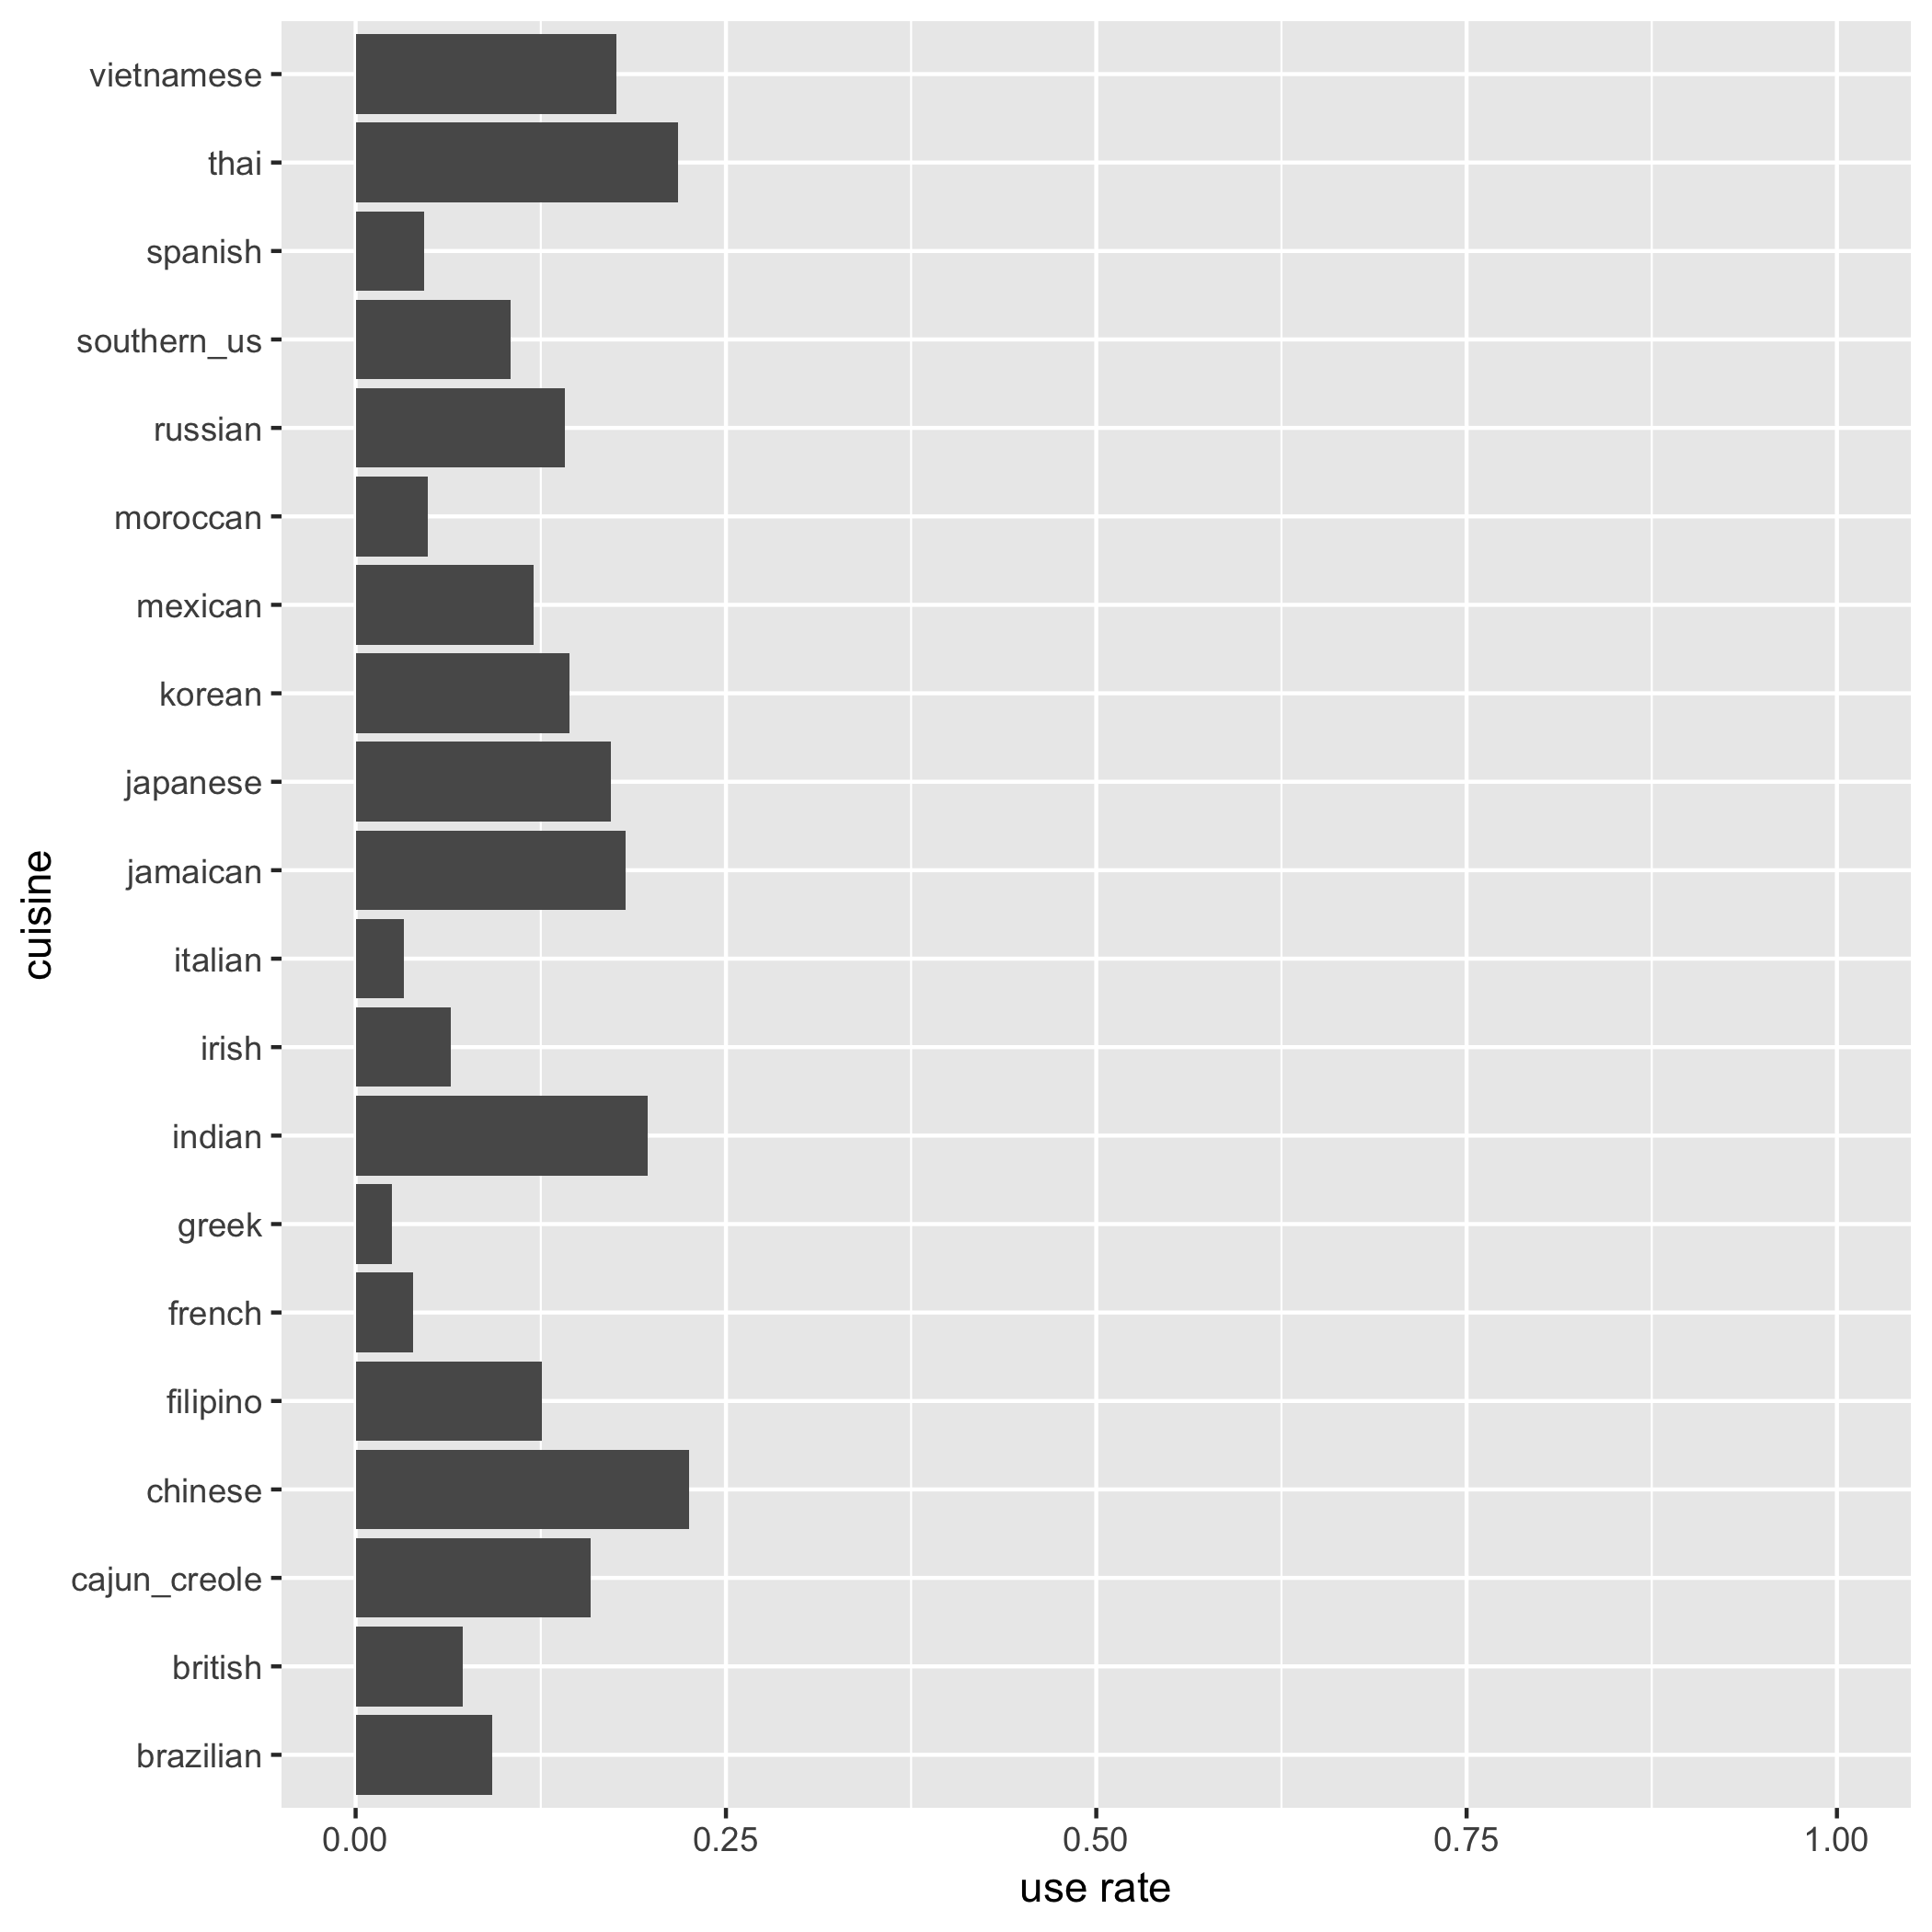 vietnamese
thai
spanish
southern_us
russian
moroccan
mexican
korean
japanese
jamaican
italian
irish
indian
greek
french
filipino
chinese
cajun_creole
british
brazilian
cuisine
0.00 0.25 0.50 0.75 1.00
use rate